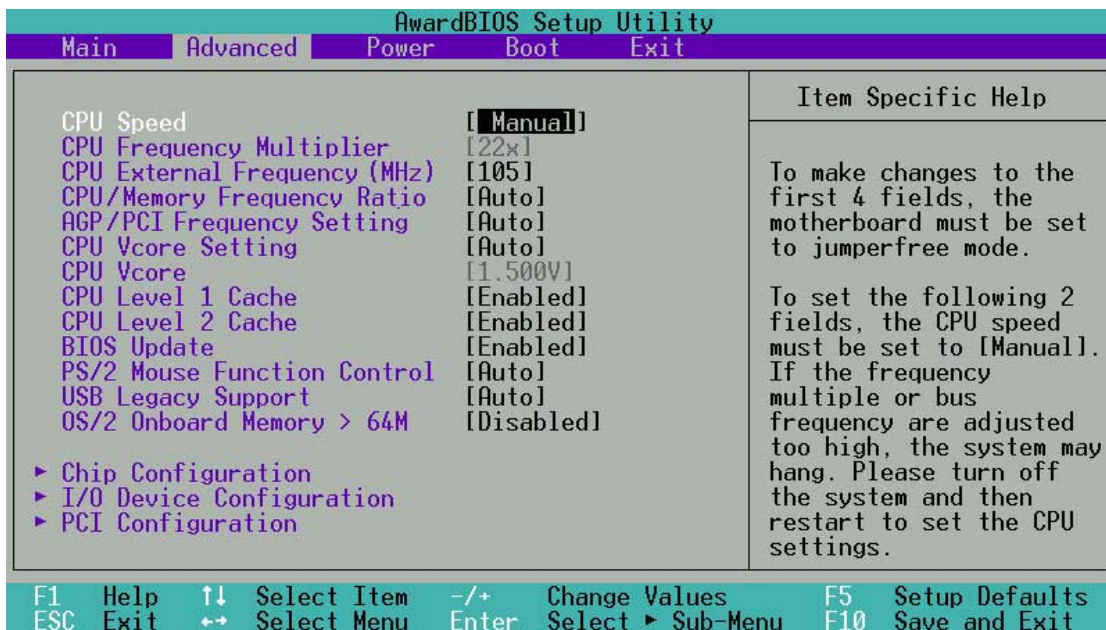 AwardBIOS Setup Utility
Main Advanced Power Boot Exit
CPU Speed [ Manual]
CPU Frequency Multiplier [22x]
CPU External Frequency (MHz) [105]
CPU/Memory Frequency Ratio [Auto]
AGP/PCI Frequency Setting [Auto]
CPU Vcore Setting [Auto]
CPU Vcore [1.500V]
CPU Level 1 Cache [Enabled]
CPU Level 2 Cache [Enabled]
BIOS Update [Enabled]
PS/2 Mouse Function Control [Auto]
USB Legacy Support [Auto]
OS/2 Onboard Memory > 64M [Disabled]
► Chip Configuration
► I/O Device Configuration
► PCI Configuration
Item Specific Help
To make changes to the
first 4 fields, the
motherboard must be set
to jumperfree mode.
To set the following 2
fields, the CPU speed
must be set to [Manual].
If the frequency
multiple or bus
frequency are adjusted
too high, the system may
hang. Please turn off
the system and then
restart to set the CPU
settings.
F1 Help ↑↓ Select Item -/+ Change Values F5 Setup Defaults
ESC Exit ←→ Select Menu Enter Select ► Sub-Menu F10 Save and Exit